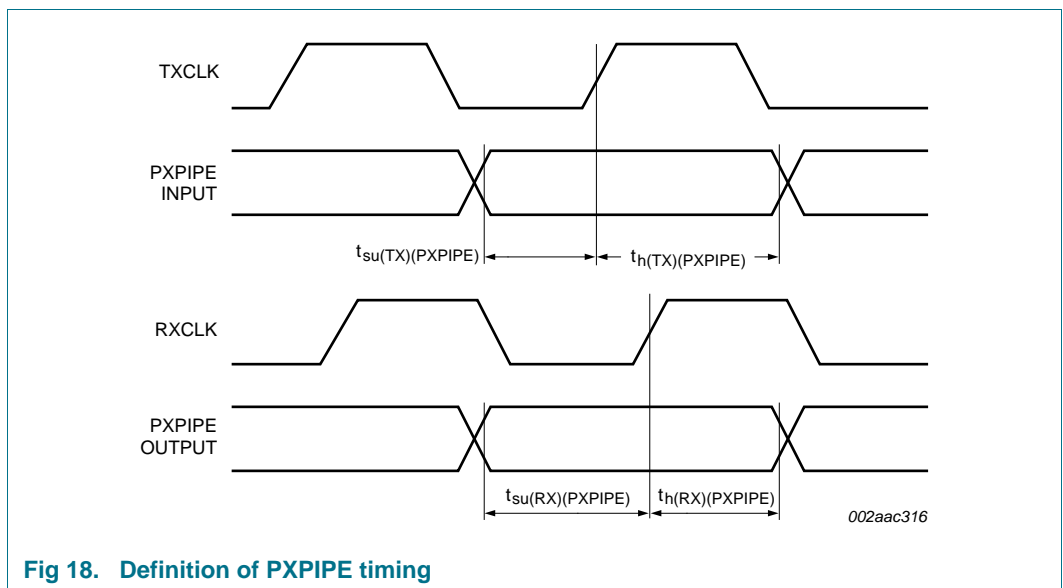 TXCLK
PXPIPE
INPUT
tsu(TX)(PXPIPE) th(TX)(PXPIPE)
RXCLK
PXPIPE
OUTPUT
tsu(RX)(PXPIPE) th(RX)(PXPIPE)
002aac316
Fig 18. Definition of PXPIPE timing